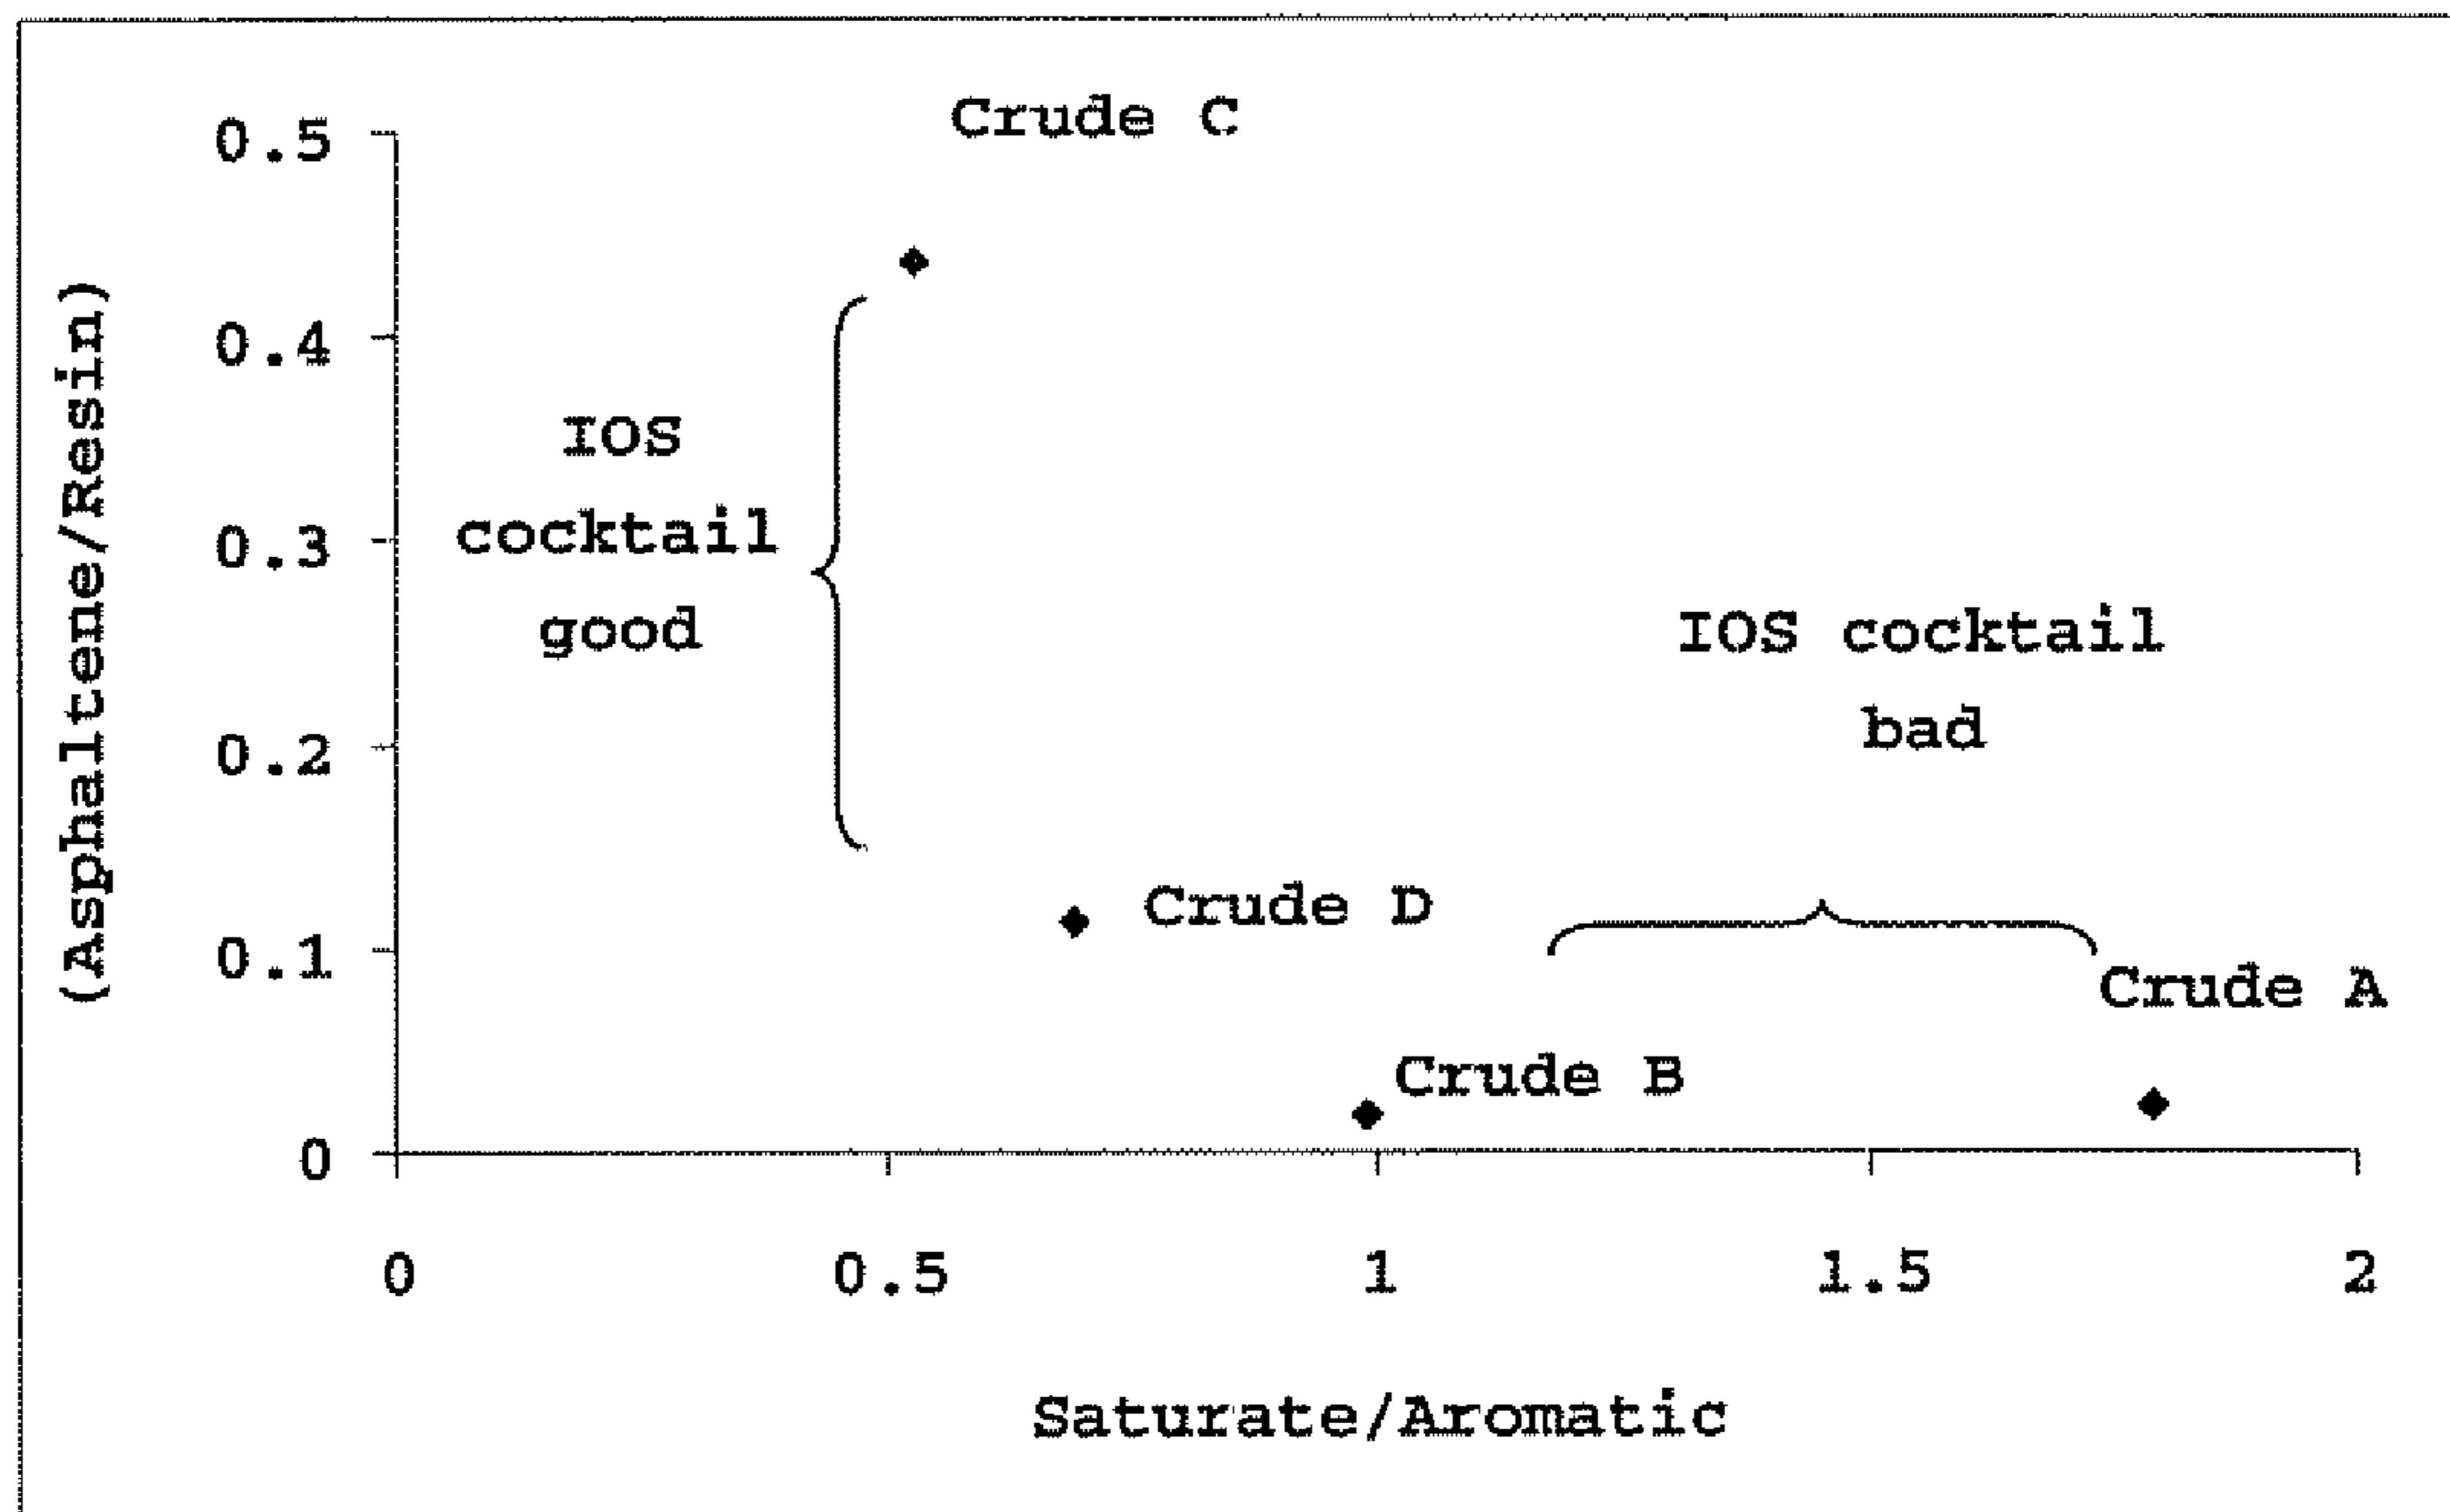 Crude C
0.5
0.4
0.3
0.2
0.1
0
(Asphaltene/Resin)
IOS
cocktail
good
IOS cocktail
bad
Crude D
Crude A
Crude B
0
0.5
1
1.5
2
Saturate/Aromatic